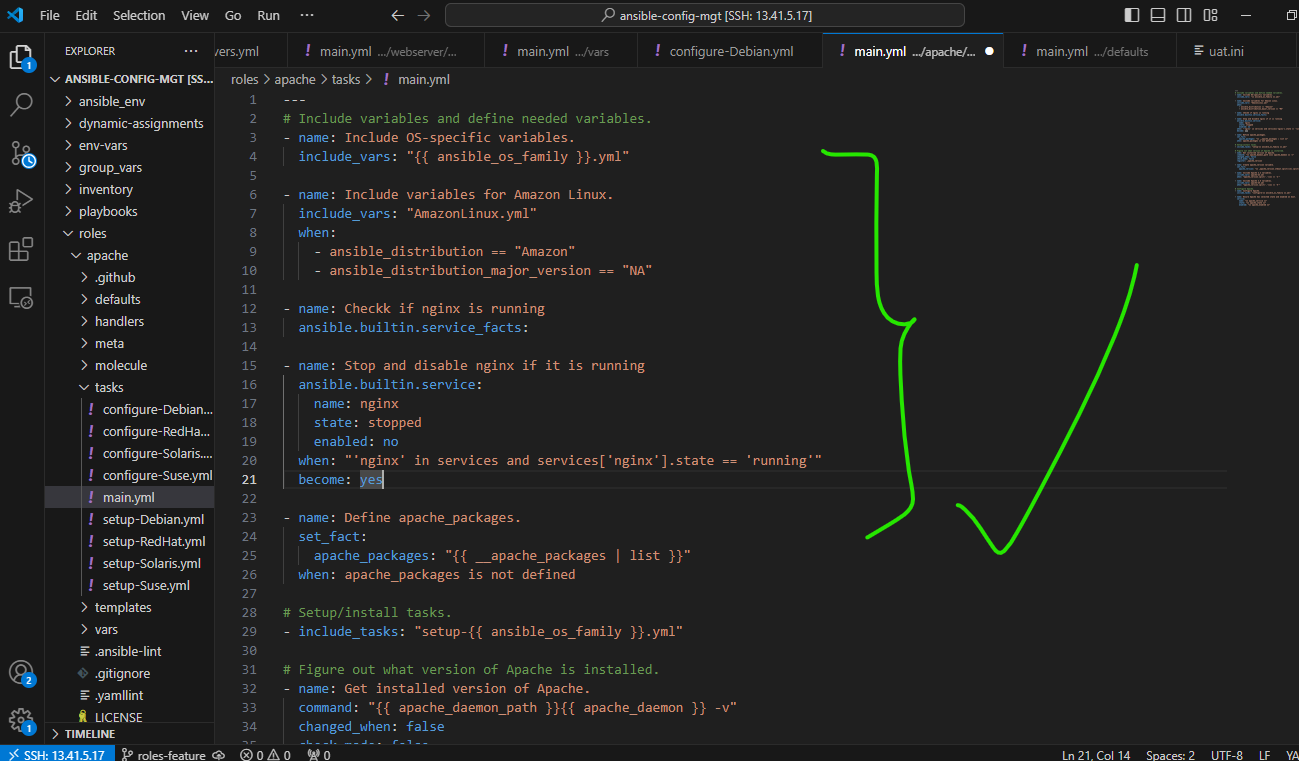 File Edit Selection View Go Run ··· ansible-config-mgt [SSH: 13.41.5.17]
EXPLORER ···
vers.yml ! main.yml .../webserver/... ! main.yml .../vars ! configure-Debian.yml ! main.yml .../apache/... ● ! main.yml .../defaults uat.ini
roles > apache > tasks > ! main.yml
ANSIBLE-CONFIG-MGT [SS...
ansible_env
dynamic-assignments
env-vars
group_vars
inventory
playbooks
roles
apache
.github
defaults
handlers
meta
molecule
tasks
! configure-Debian...
! configure-RedHa...
! configure-Solaris....
! configure-Suse.yml
! main.yml
! setup-Debian.yml
! setup-RedHat.yml
! setup-Solaris.yml
! setup-Suse.yml
templates
vars
.ansible-lint
.gitignore
.yamllint
LICENSE
TIMELINE
1
1
2
1
1 ---
2 # Include variables and define needed variables.
3 - name: Include OS-specific variables.
4   include_vars: "{{ ansible_os_family }}.yml"
5
6 - name: Include variables for Amazon Linux.
7   include_vars: "AmazonLinux.yml"
8   when:
9     - ansible_distribution == "Amazon"
10     - ansible_distribution_major_version == "NA"
11
12 - name: Checkk if nginx is running
13   ansible.builtin.service_facts:
14
15 - name: Stop and disable nginx if it is running
16   ansible.builtin.service:
17     name: nginx
18     state: stopped
19     enabled: no
20   when: "'nginx' in services and services['nginx'].state == 'running'"
21   become: yes
22
23 - name: Define apache_packages.
24   set_fact:
25     apache_packages: "{{ __apache_packages | list }}"
26   when: apache_packages is not defined
27
28 # Setup/install tasks.
29 - include_tasks: "setup-{{ ansible_os_family }}.yml"
30
31 # Figure out what version of Apache is installed.
32 - name: Get installed version of Apache.
33   command: "{{ apache_daemon_path }}{{ apache_daemon }} -v"
34   changed_when: false
35   check_mode: false
SSH: 13.41.5.17 roles-feature 0 0 0 Ln 21, Col 14 Spaces: 2 UTF-8 LF YA